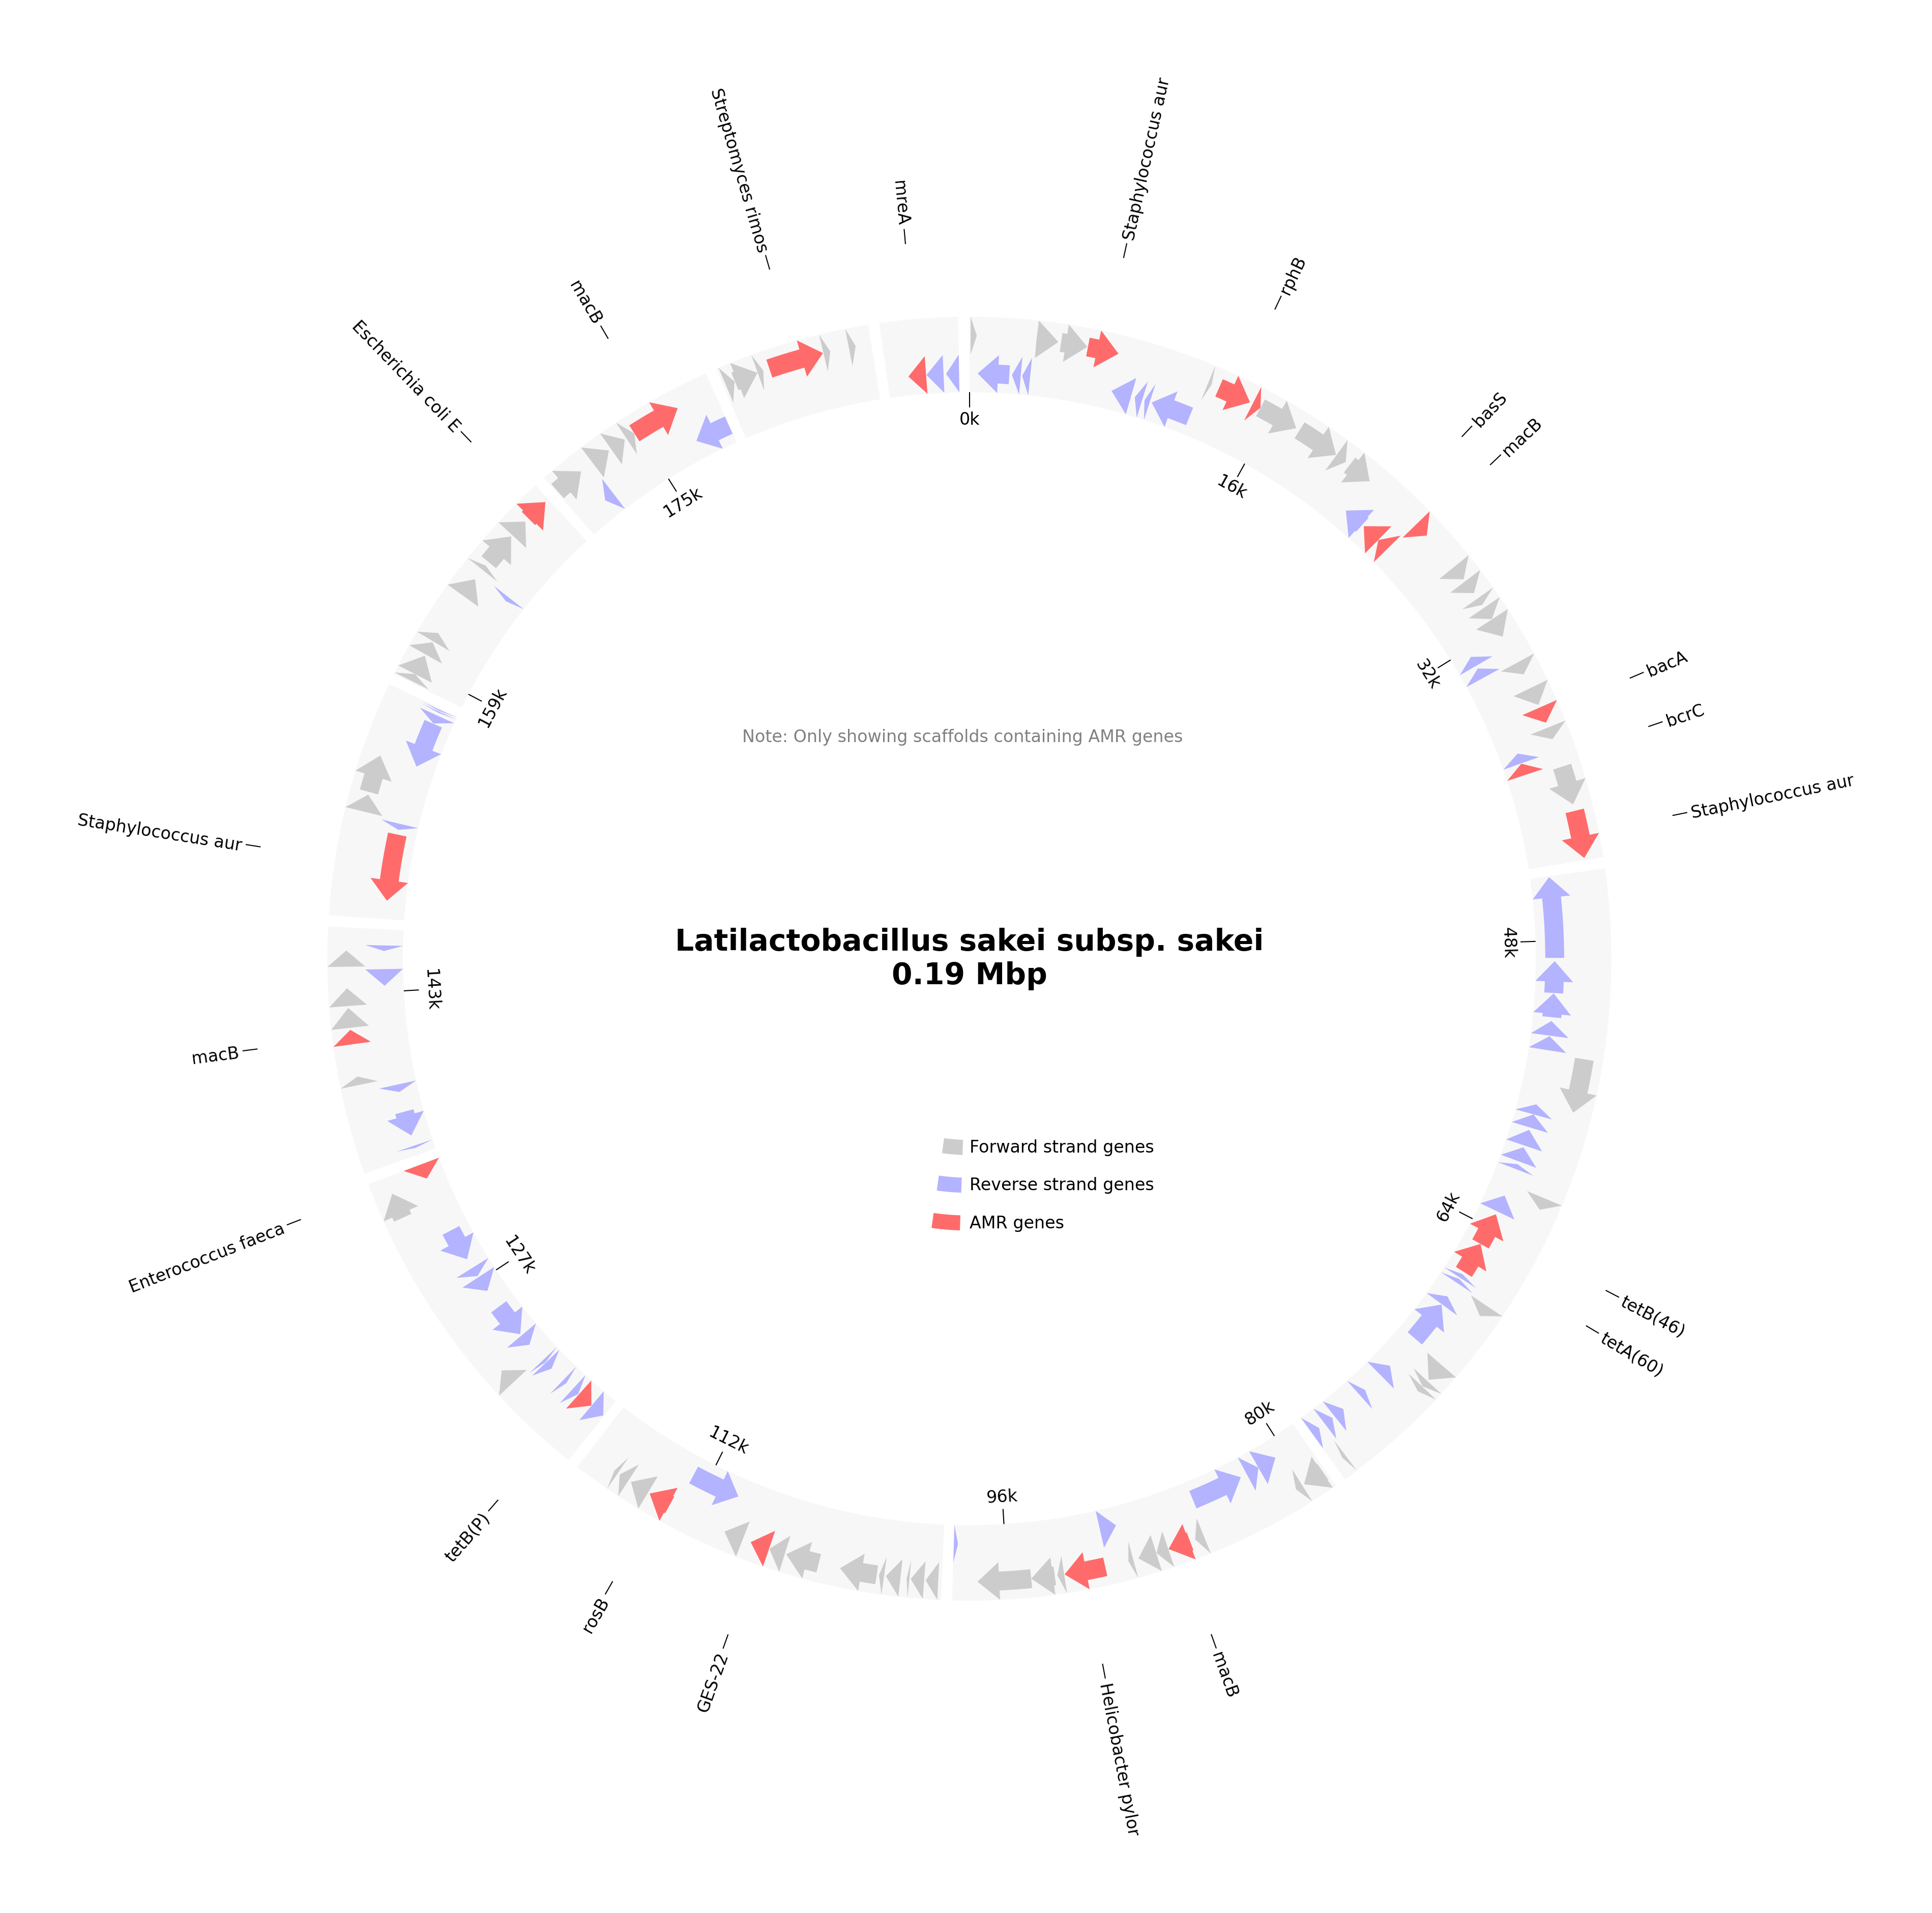 Staphylococcus aur
rphB
basS
macB
bacA
bcrC
Staphylococcus aur
tetB(46)
tetA(60)
macB
Helicobacter pylor
GES-22
rosB
tetB(P)
Enterococcus faeca
macB
Staphylococcus aur
Escherichia coli E
macB
Streptomyces rimos
mreA
0k
16k
32k
48k
64k
80k
96k
112k
127k
143k
159k
175k
Note: Only showing scaffolds containing AMR genes
Latilactobacillus sakei subsp. sakei
0.19 Mbp
Forward strand genes
Reverse strand genes
AMR genes